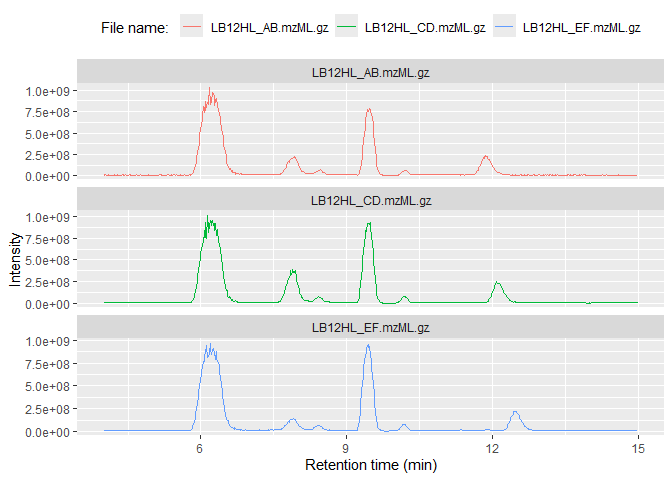 File name: LB12HL_AB.mzML.gz LB12HL_CD.mzML.gz LB12HL_EF.mzML.gz
LB12HL_AB.mzML.gz
1.0e+09
7.5e+08
5.0e+08
2.5e+08
0.0e+00
LB12HL_CD.mzML.gz
1.0e+09
7.5e+08
5.0e+08
2.5e+08
0.0e+00
Intensity
LB12HL_EF.mzML.gz
1.0e+09
7.5e+08
5.0e+08
2.5e+08
0.0e+00
6 9 12 15
Retention time (min)